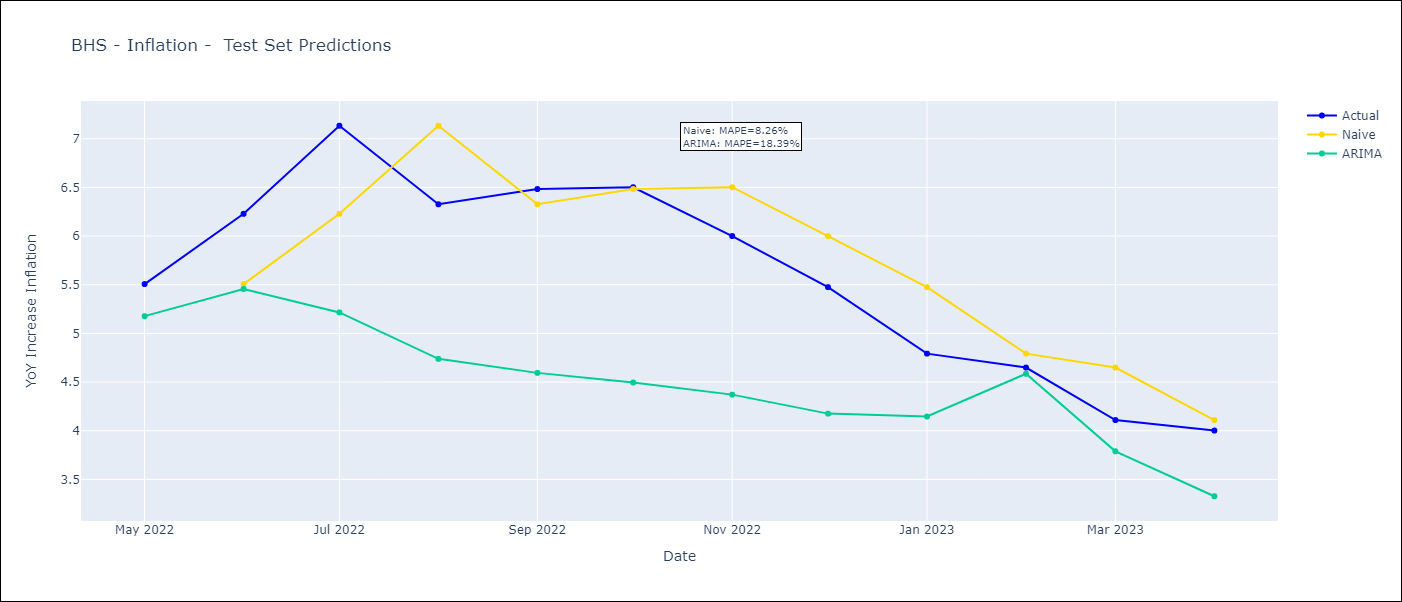 BHS - Inflation -  Test Set Predictions
Actual
Naive
ARIMA
Naive: MAPE=8.26%
ARIMA: MAPE=18.39%
YoY Increase Inflation
7
6.5
6
5.5
5
4.5
4
3.5
May 2022
Jul 2022
Sep 2022
Nov 2022
Jan 2023
Mar 2023
Date